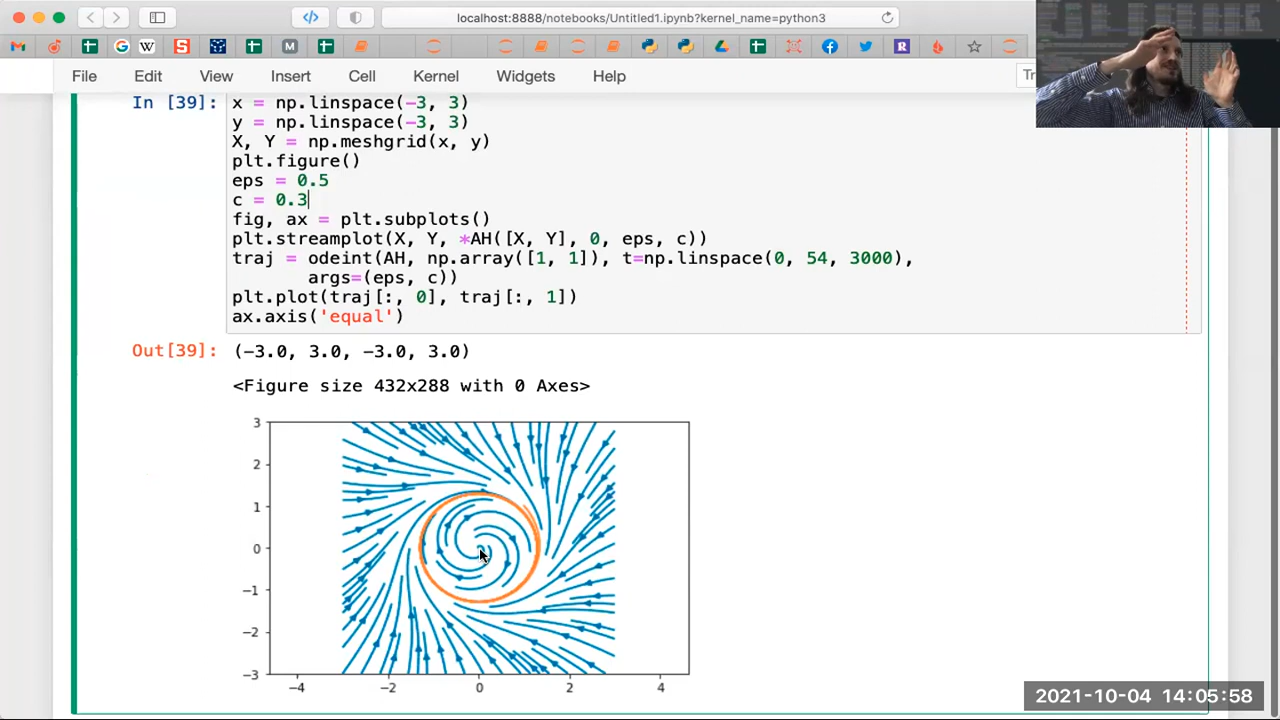 localhost:8888/notebooks/Untitled1.ipynb?kernel_name=python3
File Edit View Insert Cell Kernel Widgets Help Tr
In [39]: x = np.linspace(-3, 3)
y = np.linspace(-3, 3)
X, Y = np.meshgrid(x, y)
plt.figure()
eps = 0.5
c = 0.3
fig, ax = plt.subplots()
plt.streamplot(X, Y, *AH([X, Y], 0, eps, c))
traj = odeint(AH, np.array([1, 1]), t=np.linspace(0, 54, 3000),
args=(eps, c))
plt.plot(traj[:, 0], traj[:, 1])
ax.axis('equal')
Out[39]: (-3.0, 3.0, -3.0, 3.0)
<Figure size 432x288 with 0 Axes>
3
2
1
0
-1
-2
-3
-4 -2 0 2 4
2021-10-04 14:05:58